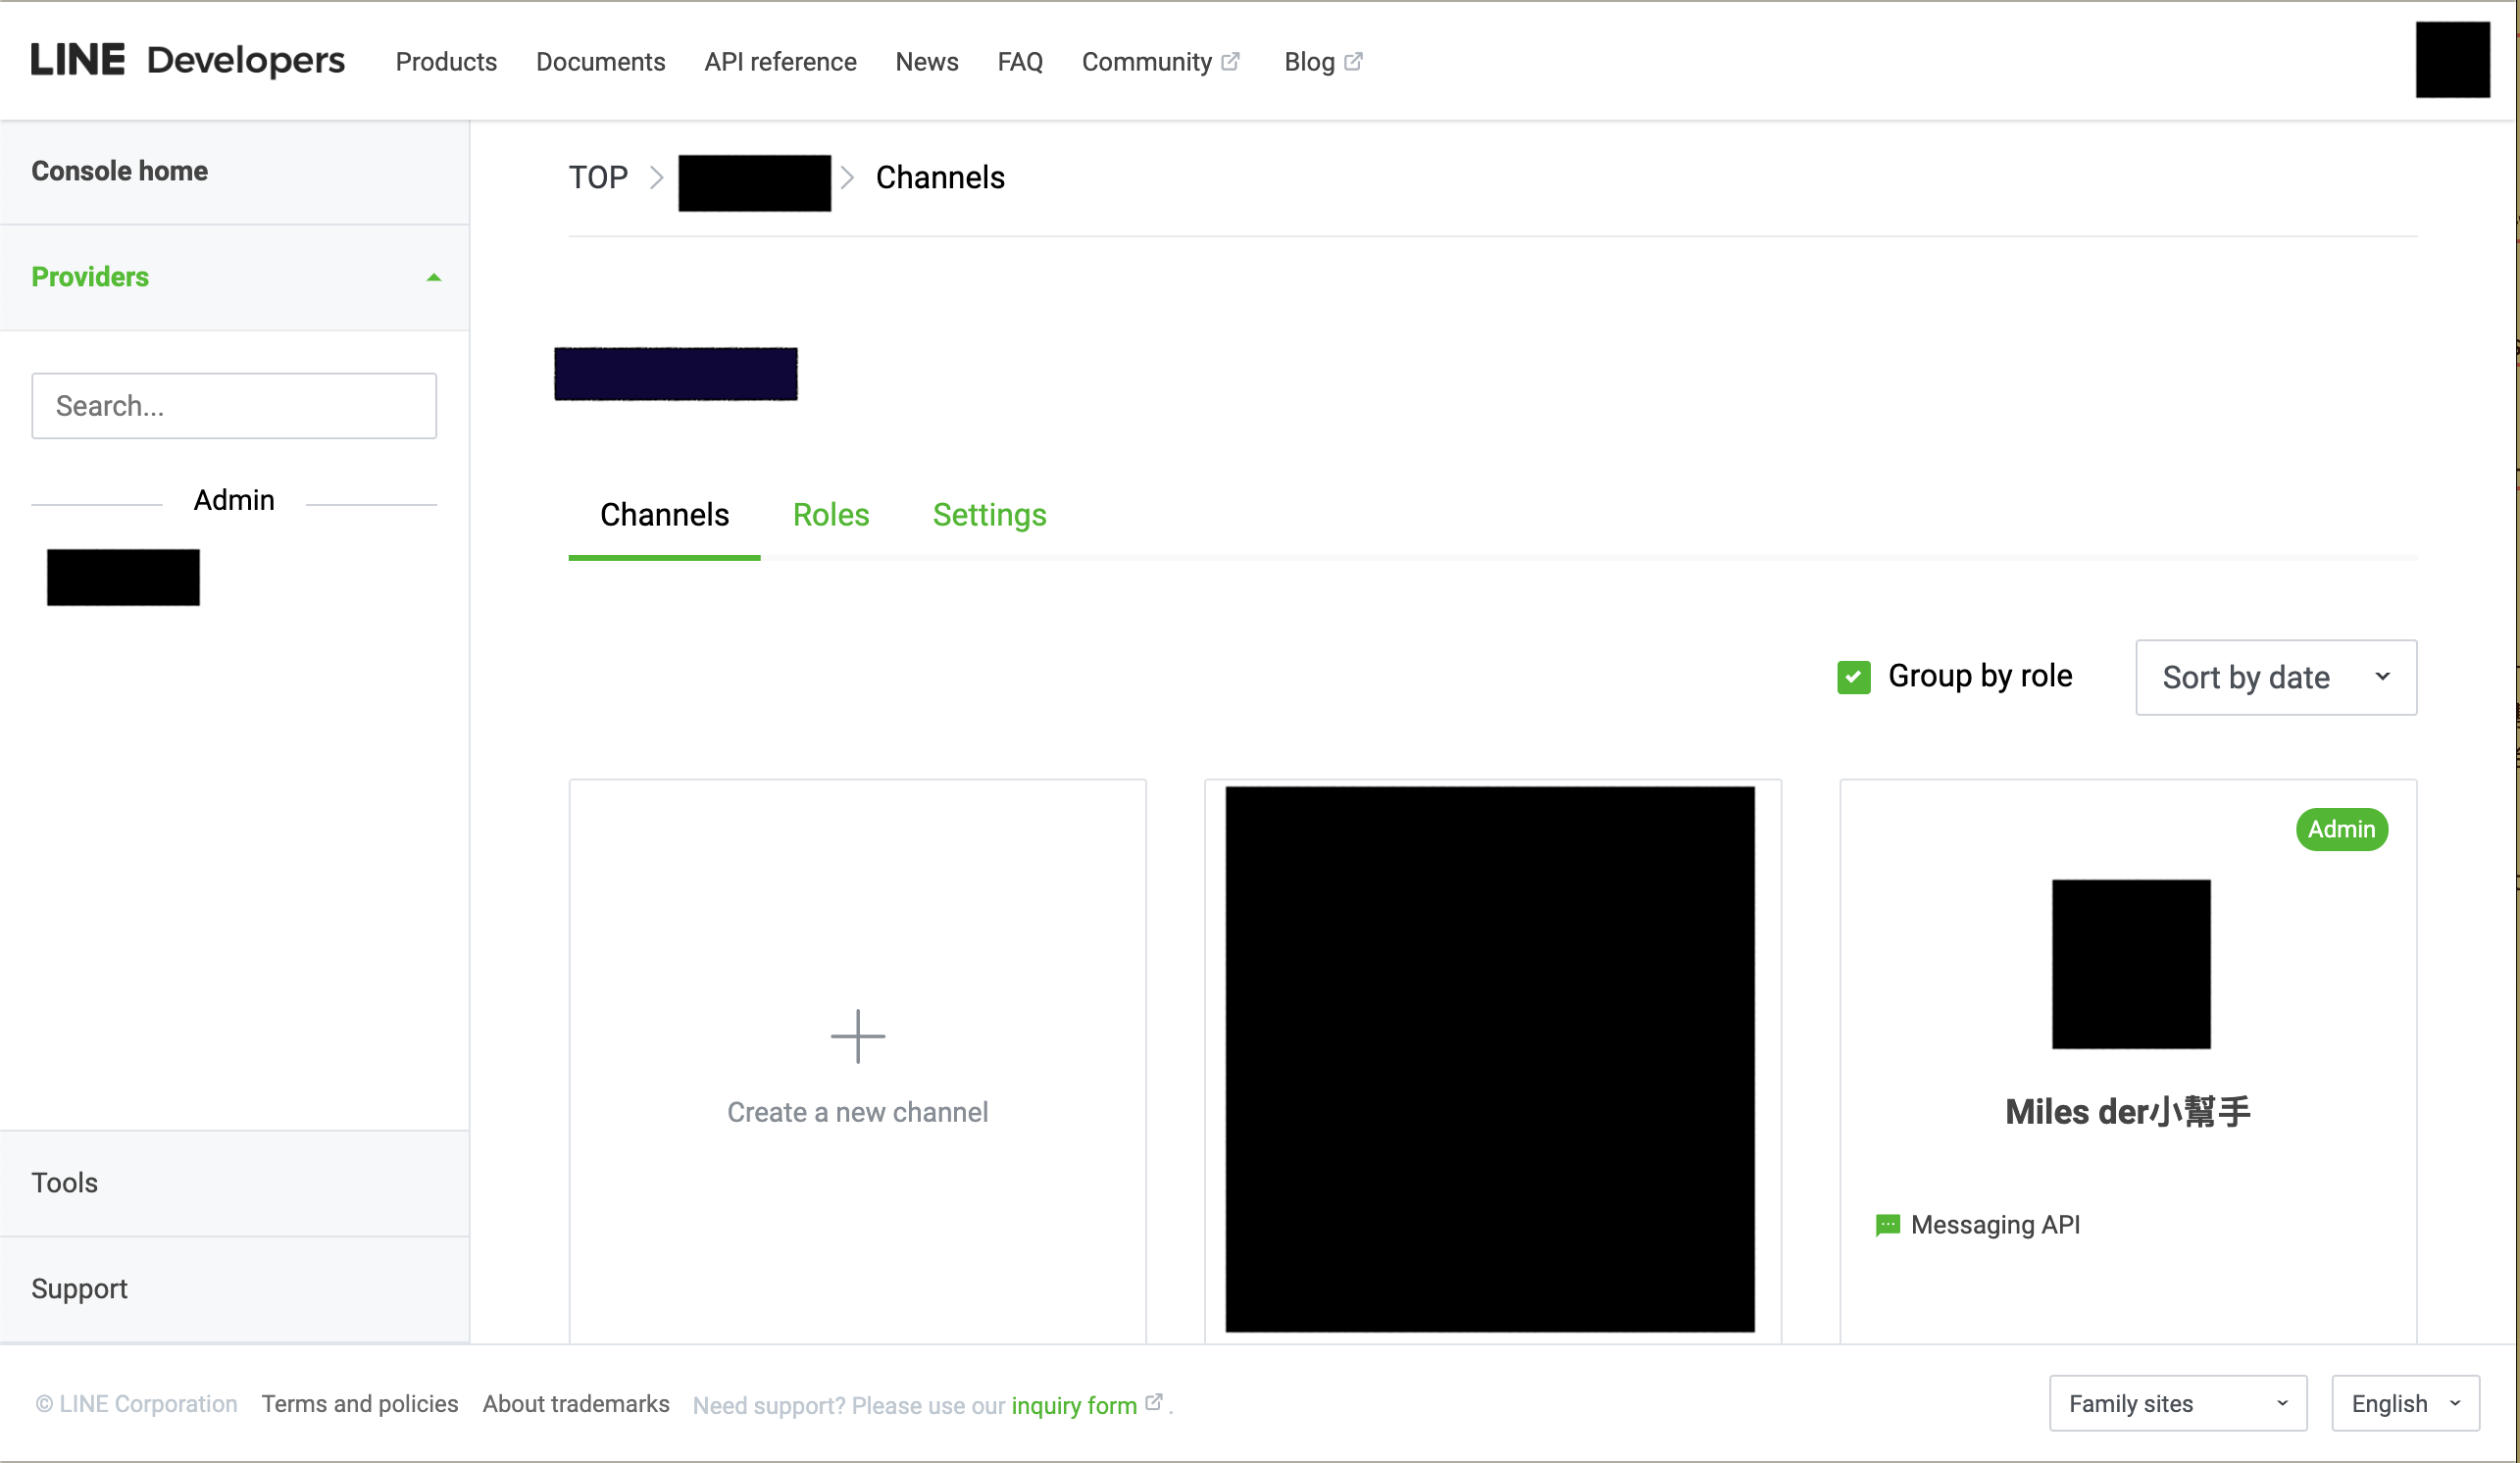 LINE Developers Products Documents API reference News FAQ Community Blog
Console home
Providers
Search...
Admin
Tools
Support
TOP > Channels
Channels Roles Settings
Group by role Sort by date
Create a new channel
Admin
Miles der小幫手
Messaging API
© LINE Corporation Terms and policies About trademarks Need support? Please use our inquiry form .
Family sites English